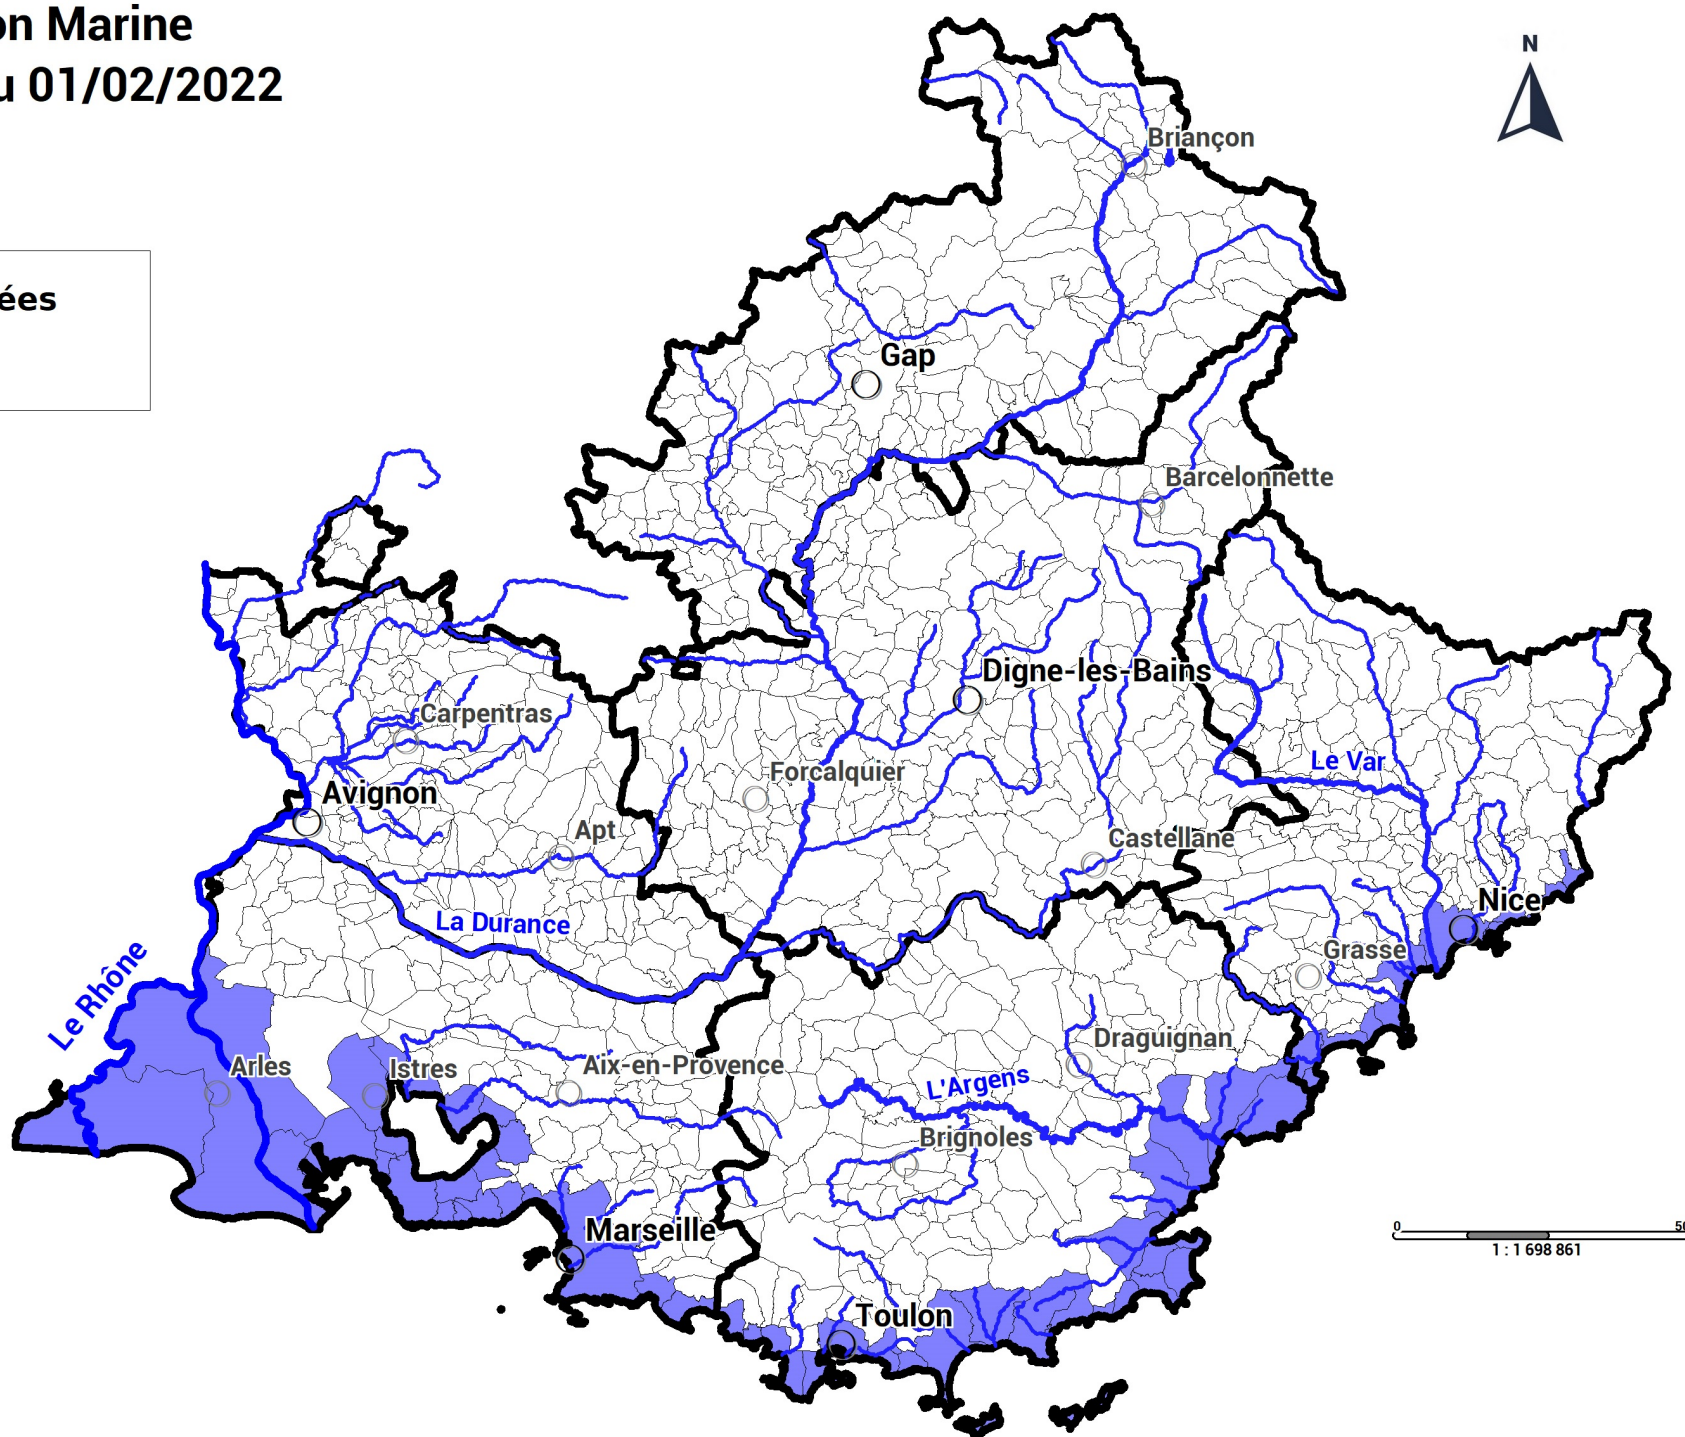 on Marine
u 01/02/2022
N
Briançon
ées
Gap
Barcelonnette
Digne-les-Bains
Carpentras
Le Var
Forcalquier
Avignon
Apt
Castellane
Nice
La Durance
Grasse
Le Rhône
Draguignan
Arles
Istres
Aix-en-Provence
L'Argens
Brignoles
Marseille
0
50
1 : 1 698 861
Toulon